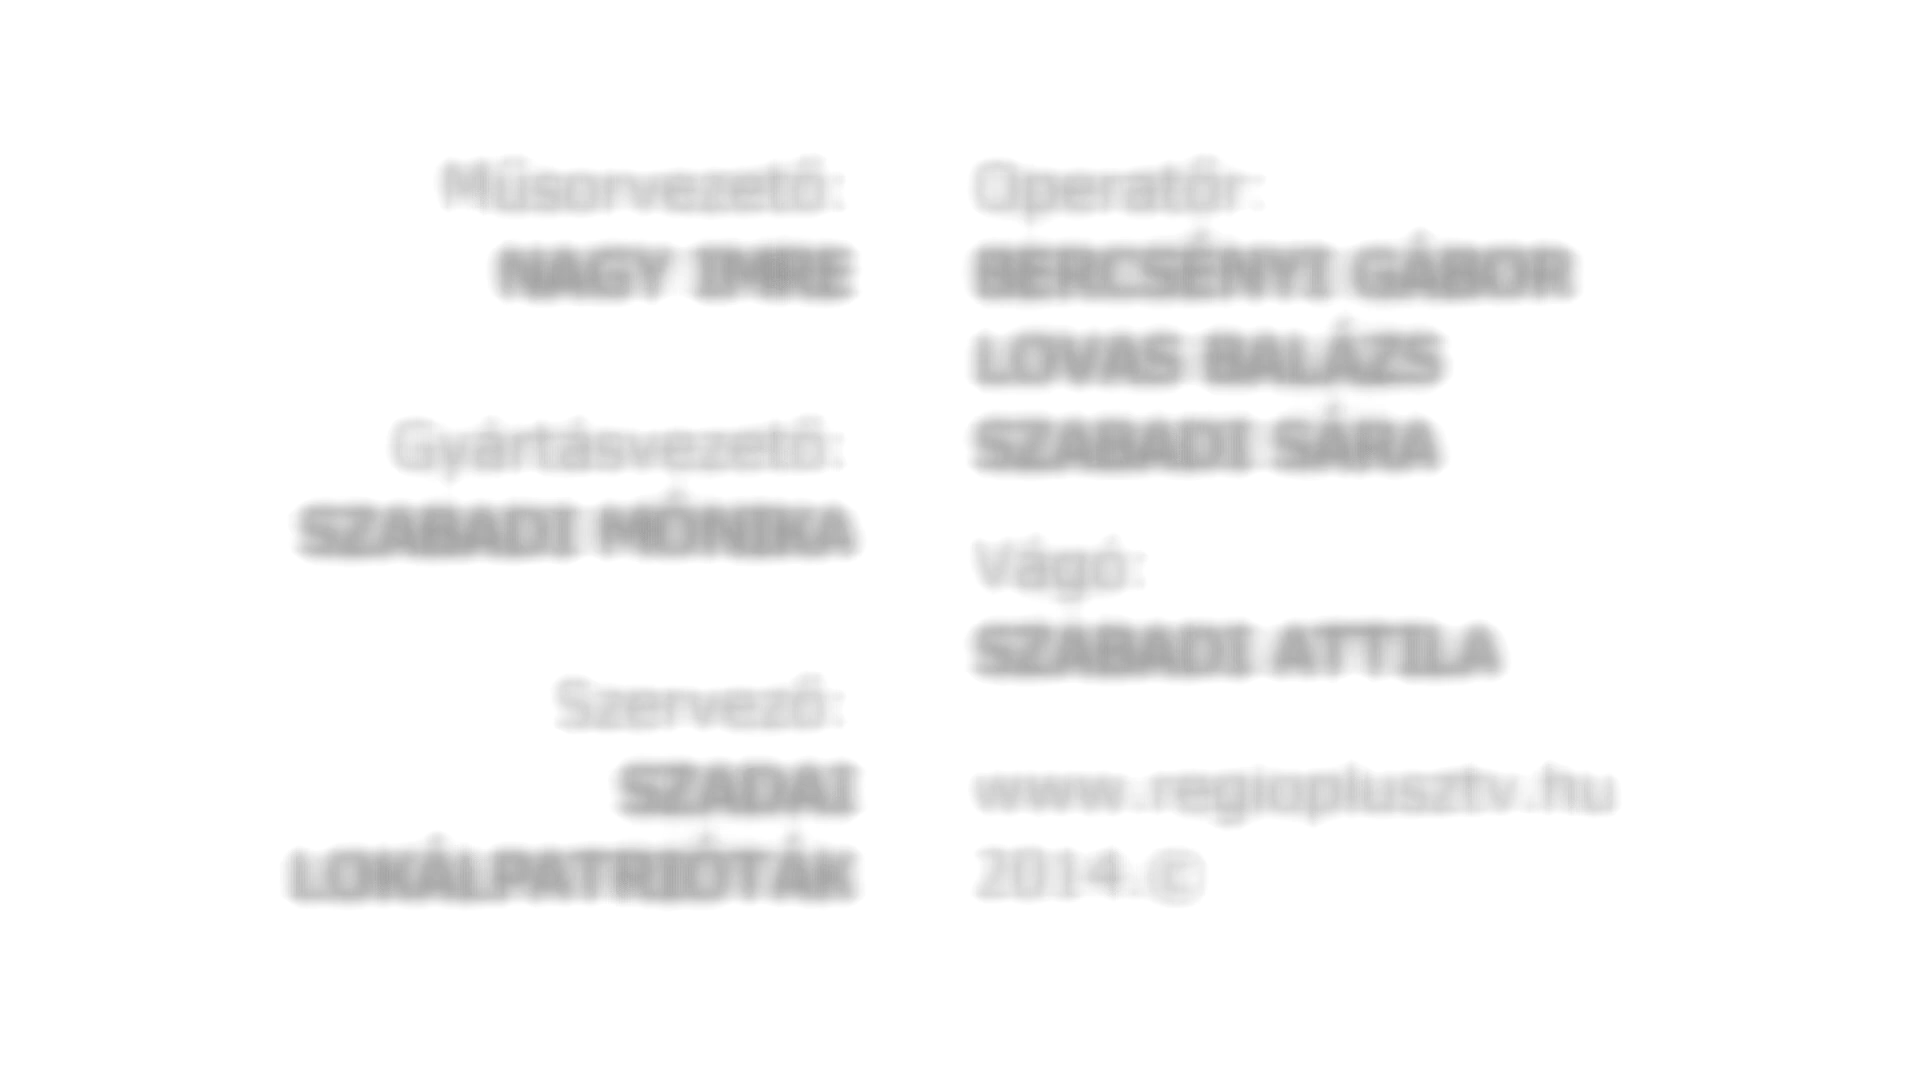 Műsorvezető:
NAGY IMRE
Gyártásvezető:
SZABADI MÓNIKA
Szervező:
SZADAI
LOKÁLPATRIÓTÁK
Operatőr:
BERCSÉNYI GÁBOR
LOVAS BALÁZS
SZABADI SÁRA
Vágó:
SZABADI ATTILA
www.regioplusztv.hu
2014.©